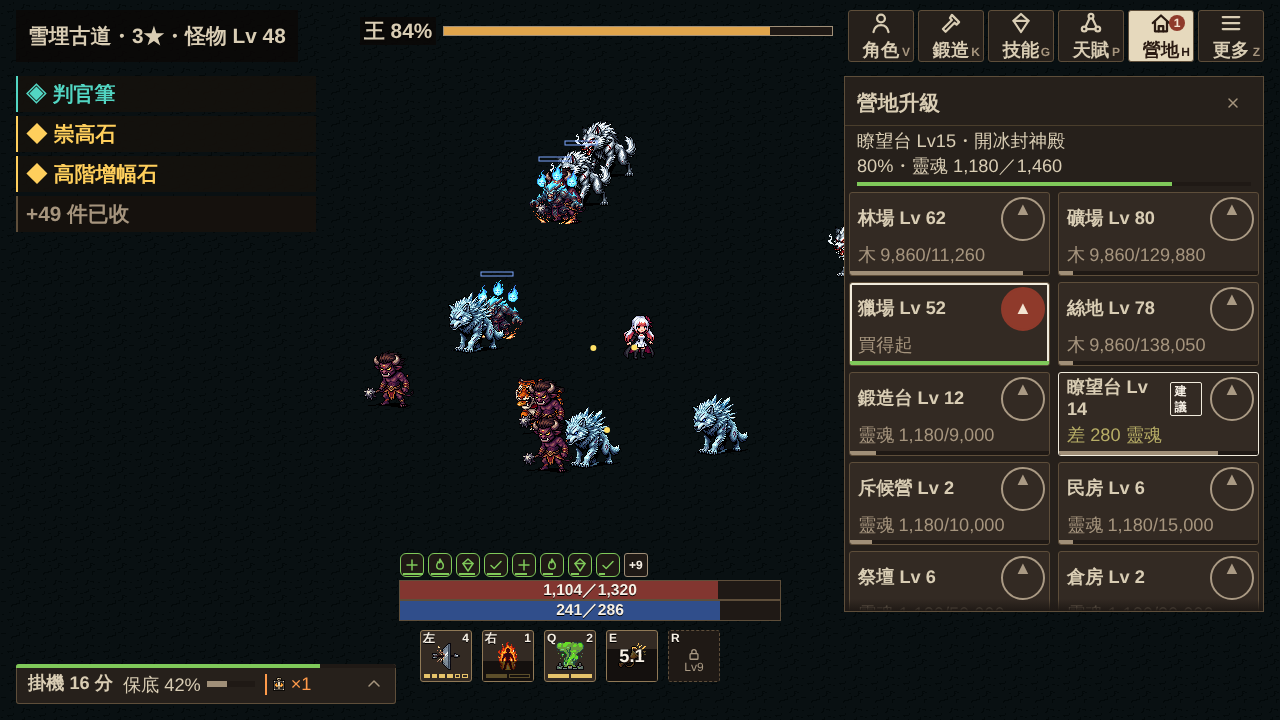 雪埋古道・3★・怪物 Lv 48
王 84%
角色 V
鍛造 K
技能 G
天賦 P
營地 H 1
更多 Z
◈ 判官筆
◆ 崇高石
◆ 高階增幅石
+49 件已收
營地升級 ×
瞭望台 Lv15・開冰封神殿
80%・靈魂 1,180／1,460
林場 Lv 62
木 9,860/11,260
礦場 Lv 80
木 9,860/129,880
獵場 Lv 52
買得起
絲地 Lv 78
木 9,860/138,050
鍛造台 Lv 12
靈魂 1,180/9,000
瞭望台 Lv 14
建議
差 280 靈魂
斥候營 Lv 2
靈魂 1,180/10,000
民房 Lv 6
靈魂 1,180/15,000
祭壇 Lv 6
倉房 Lv 2
+9
1,104／1,320
241／286
左 4
右 1
Q 2
E 5.1
R Lv9
掛機 16 分 保底 42% ×1